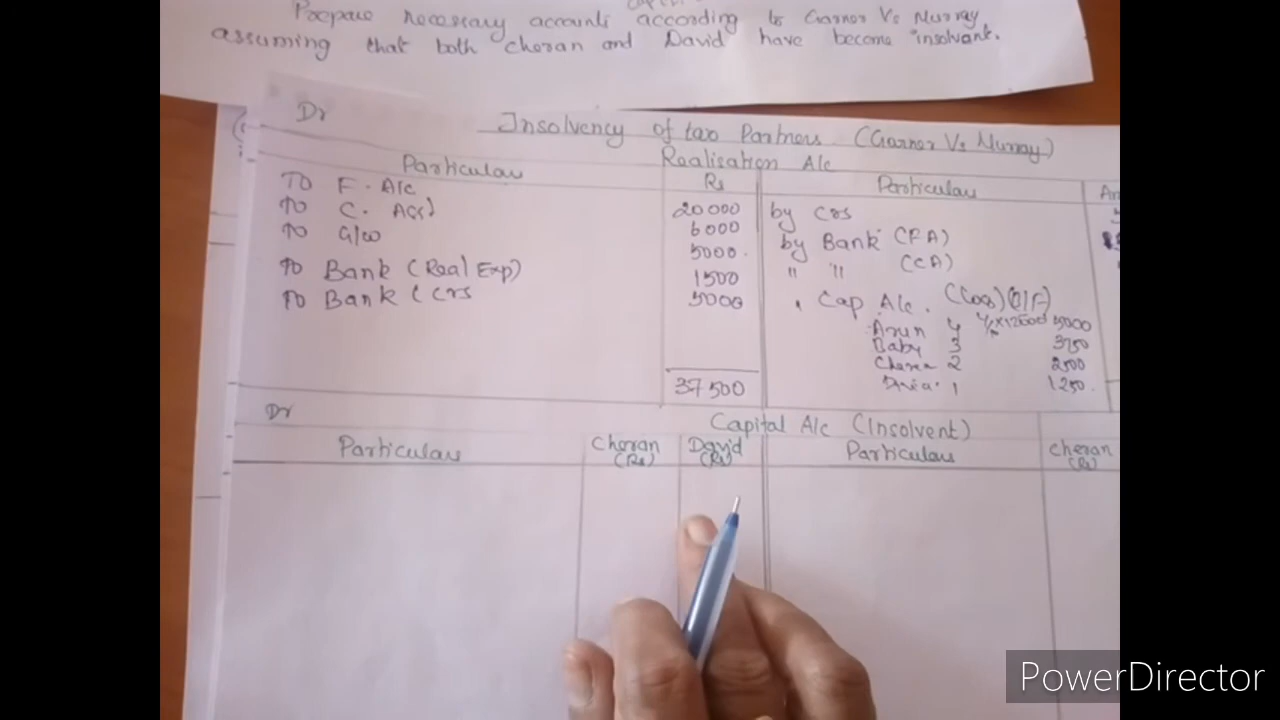 Prepare necessary accounts according to Garner Vs Murray
assuming that both Cheran and David have become insolvant.
Dr
Insolvency of two Partners (Garner Vs Murray)
Realisation A/c
Particulars Rs Particulars
To F. A/c 20000 by Crs
To C. Ass) 6000 by Bank (FA)
To G/w 5000 " " (CA)
To Bank (Real Exp) 1500 Cap A/c. (Loss)
To Bank (Crs 5000 Arun 4 5000
Baby 3 3750
Cheran 2 2500
37500 1 1250
Dr
Capital A/c (Insolvent)
Particulars Cheran (Rs) David (Rs) Particulars Cheran (Rs)
PowerDirector